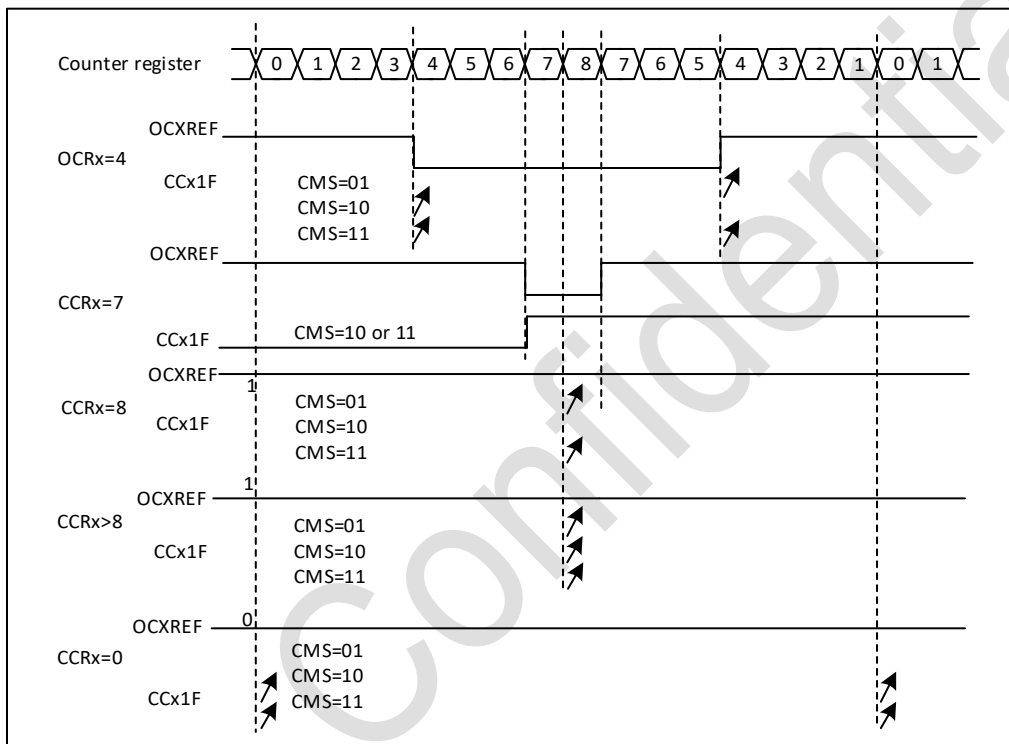 Counter register 0 1 2 3 4 5 6 7 8 7 6 5 4 3 2 1 0 1
OCXREF
OCRx=4
CCx1F
CMS=01
CMS=10
CMS=11
OCXREF
CCRx=7
CCx1F CMS=10 or 11
OCXREF
1
CCRx=8
CMS=01
CCx1F
CMS=10
CMS=11
OCXREF 1
CCRx>8
CMS=01
CCx1F CMS=10
CMS=11
OCXREF 0
CCRx=0
CMS=01
CMS=10
CCx1F CMS=11
Confidentia